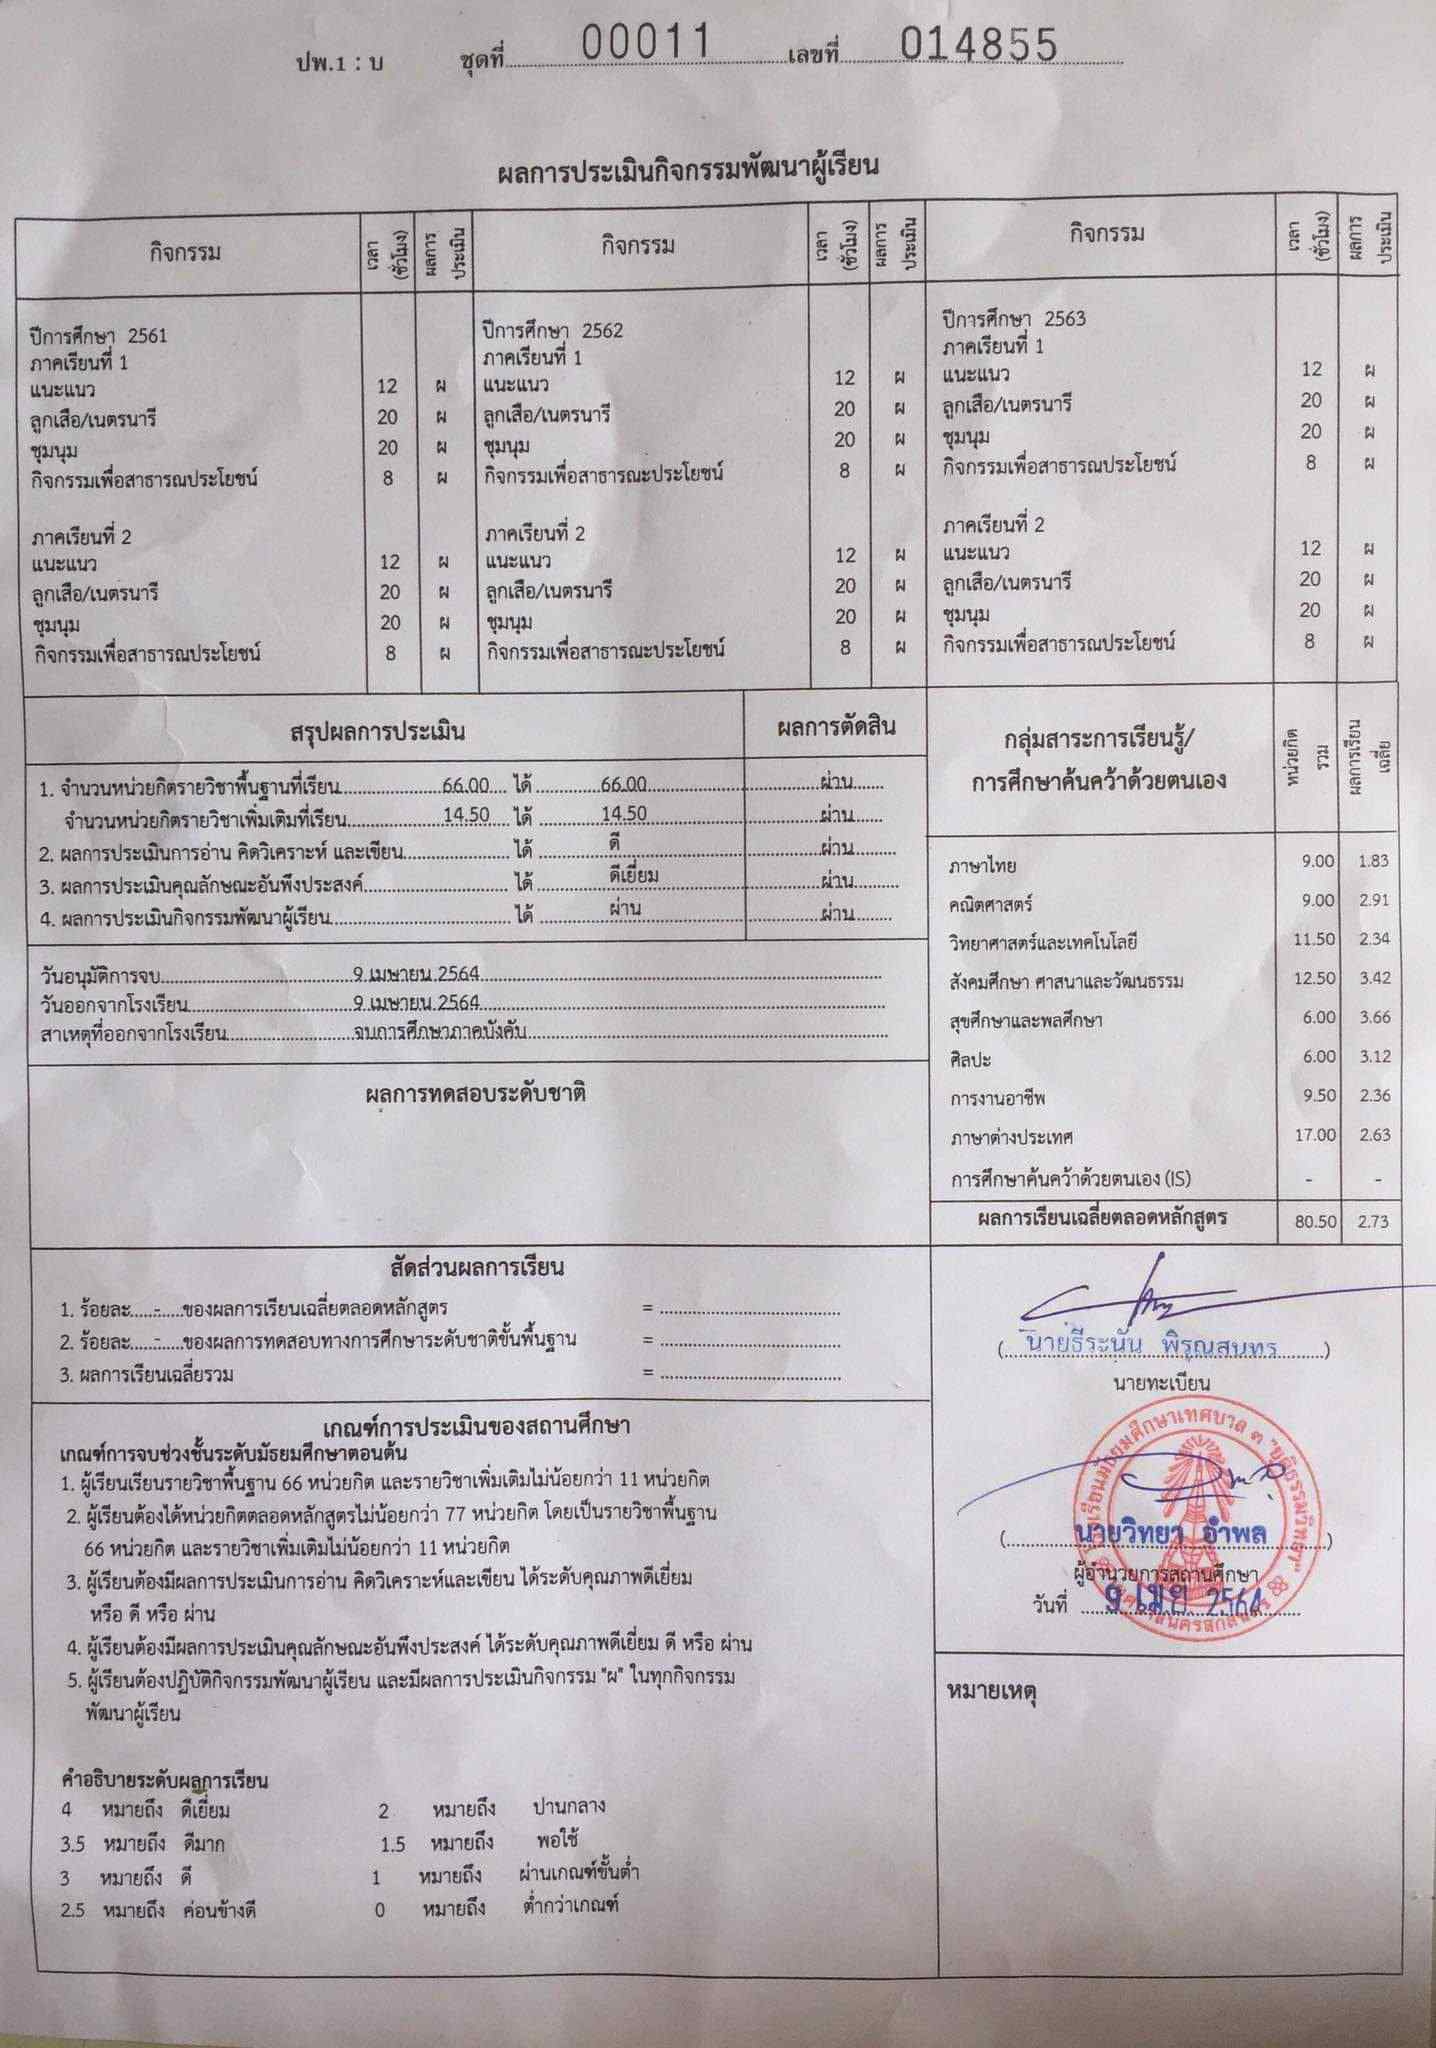 ปพ.1 : บ ชุดที่ 00011 เลขที่ 014855
ผลการประเมินกิจกรรมพัฒนาผู้เรียน
กิจกรรม เวลา (ชั่วโมง) ผลการประเมิน กิจกรรม เวลา (ชั่วโมง) ผลการประเมิน กิจกรรม เวลา (ชั่วโมง) ผลการประเมิน
ปีการศึกษา 2561
ภาคเรียนที่ 1
แนะแนว 12 ผ
ลูกเสือ/เนตรนารี 20 ผ
ชุมนุม 20 ผ
กิจกรรมเพื่อสาธารณประโยชน์ 8 ผ
ภาคเรียนที่ 2
แนะแนว 12 ผ
ลูกเสือ/เนตรนารี 20 ผ
ชุมนุม 20 ผ
กิจกรรมเพื่อสาธารณประโยชน์ 8 ผ
ปีการศึกษา 2562
ภาคเรียนที่ 1
แนะแนว 12 ผ
ลูกเสือ/เนตรนารี 20 ผ
ชุมนุม 20 ผ
กิจกรรมเพื่อสาธารณะประโยชน์ 8 ผ
ภาคเรียนที่ 2
แนะแนว 12 ผ
ลูกเสือ/เนตรนารี 20 ผ
ชุมนุม 20 ผ
กิจกรรมเพื่อสาธารณะประโยชน์ 8 ผ
ปีการศึกษา 2563
ภาคเรียนที่ 1
แนะแนว 12 ผ
ลูกเสือ/เนตรนารี 20 ผ
ชุมนุม 20 ผ
กิจกรรมเพื่อสาธารณประโยชน์ 8 ผ
ภาคเรียนที่ 2
แนะแนว 12 ผ
ลูกเสือ/เนตรนารี 20 ผ
ชุมนุม 20 ผ
กิจกรรมเพื่อสาธารณประโยชน์ 8 ผ
สรุปผลการประเมิน ผลการตัดสิน
1. จำนวนหน่วยกิตรายวิชาพื้นฐานที่เรียน 66.00 ได้ 66.00 ผ่าน
จำนวนหน่วยกิตรายวิชาเพิ่มเติมที่เรียน 14.50 ได้ 14.50 ผ่าน
2. ผลการประเมินการอ่าน คิดวิเคราะห์ และเขียน ได้ ดี ผ่าน
3. ผลการประเมินคุณลักษณะอันพึงประสงค์ ได้ ดีเยี่ยม ผ่าน
4. ผลการประเมินกิจกรรมพัฒนาผู้เรียน ได้ ผ่าน ผ่าน
วันอนุมัติการจบ 9 เมษายน 2564
วันออกจากโรงเรียน 9 เมษายน 2564
สาเหตุที่ออกจากโรงเรียน จบการศึกษาภาคบังคับ
ผลการทดสอบระดับชาติ
กลุ่มสาระการเรียนรู้/
การศึกษาค้นคว้าด้วยตนเอง
หน่วยกิตรวม ผลการเรียนเฉลี่ย
ภาษาไทย 9.00 1.83
คณิตศาสตร์ 9.00 2.91
วิทยาศาสตร์และเทคโนโลยี 11.50 2.34
สังคมศึกษา ศาสนาและวัฒนธรรม 12.50 3.42
สุขศึกษาและพลศึกษา 6.00 3.66
ศิลปะ 6.00 3.12
การงานอาชีพ 9.50 2.36
ภาษาต่างประเทศ 17.00 2.63
การศึกษาค้นคว้าด้วยตนเอง (IS) - -
ผลการเรียนเฉลี่ยตลอดหลักสูตร 80.50 2.73
สัดส่วนผลการเรียน
1. ร้อยละ - ของผลการเรียนเฉลี่ยตลอดหลักสูตร =
2. ร้อยละ - ของผลการทดสอบทางการศึกษาระดับชาติขั้นพื้นฐาน =
3. ผลการเรียนเฉลี่ยรวม =
(นายธีระนัน พิรุณสุนทร)
นายทะเบียน
(นายวิทยา อำพล)
ผู้อำนวยการสถานศึกษา
วันที่ 9 เม.ย. 2564
เกณฑ์การประเมินของสถานศึกษา
เกณฑ์การจบช่วงชั้นระดับมัธยมศึกษาตอนต้น
1. ผู้เรียนเรียนรายวิชาพื้นฐาน 66 หน่วยกิต และรายวิชาเพิ่มเติมไม่น้อยกว่า 11 หน่วยกิต
2. ผู้เรียนต้องได้หน่วยกิตตลอดหลักสูตรไม่น้อยกว่า 77 หน่วยกิต โดยเป็นรายวิชาพื้นฐาน
66 หน่วยกิต และรายวิชาเพิ่มเติมไม่น้อยกว่า 11 หน่วยกิต
3. ผู้เรียนต้องมีผลการประเมินการอ่าน คิดวิเคราะห์และเขียน ได้ระดับคุณภาพดีเยี่ยม
หรือ ดี หรือ ผ่าน
4. ผู้เรียนต้องมีผลการประเมินคุณลักษณะอันพึงประสงค์ ได้ระดับคุณภาพดีเยี่ยม ดี หรือ ผ่าน
5. ผู้เรียนต้องปฏิบัติกิจกรรมพัฒนาผู้เรียน และมีผลการประเมินกิจกรรม "ผ" ในทุกกิจกรรม
พัฒนาผู้เรียน
หมายเหตุ
คำอธิบายระดับผลการเรียน
4 หมายถึง ดีเยี่ยม 2 หมายถึง ปานกลาง
3.5 หมายถึง ดีมาก 1.5 หมายถึง พอใช้
3 หมายถึง ดี 1 หมายถึง ผ่านเกณฑ์ขั้นต่ำ
2.5 หมายถึง ค่อนข้างดี 0 หมายถึง ต่ำกว่าเกณฑ์